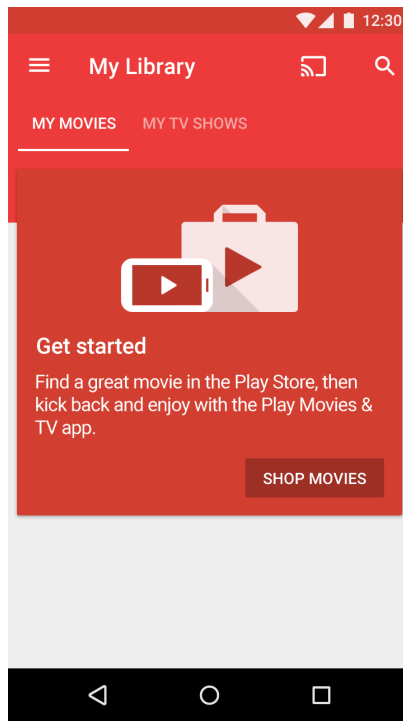 12:30
My Library
MY MOVIES MY TV SHOWS
Get started
Find a great movie in the Play Store, then
kick back and enjoy with the Play Movies &
TV app.
SHOP MOVIES